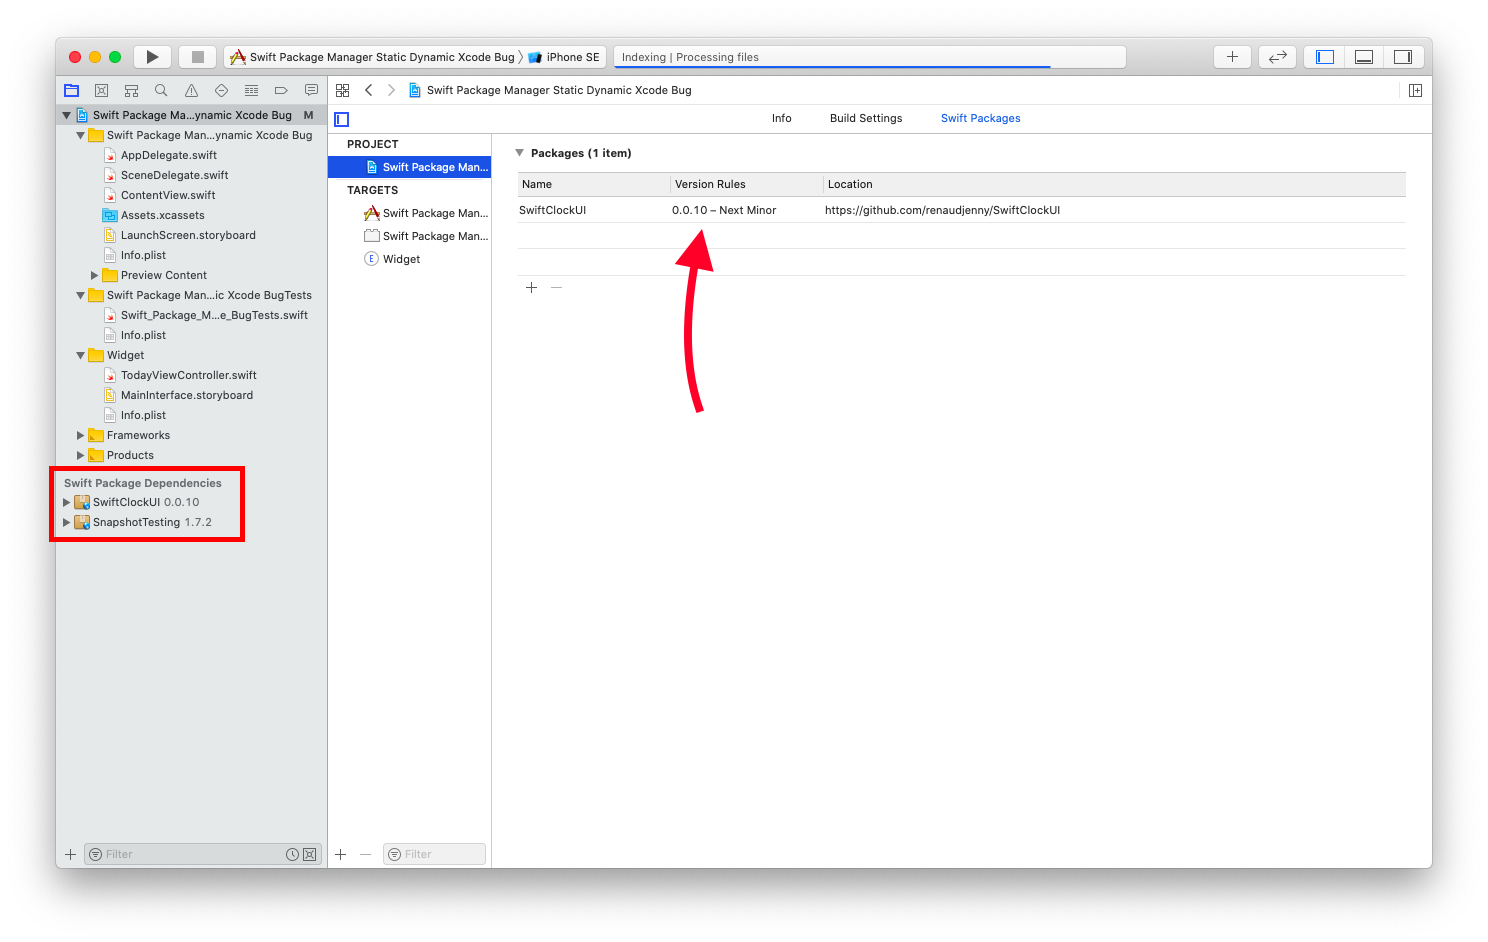 Swift Package Manager Static Dynamic Xcode Bug
iPhone SE
Indexing | Processing files
Swift Package Ma...ynamic Xcode Bug M
Swift Package Man...ynamic Xcode Bug
AppDelegate.swift
SceneDelegate.swift
ContentView.swift
Assets.xcassets
LaunchScreen.storyboard
Info.plist
Preview Content
Swift Package Man...ic Xcode BugTests
Swift_Package_M...e_BugTests.swift
Info.plist
Widget
TodayViewController.swift
MainInterface.storyboard
Info.plist
Frameworks
Products
Swift Package Dependencies
SwiftClockUI 0.0.10
SnapshotTesting 1.7.2
Filter
Swift Package Manager Static Dynamic Xcode Bug
Info Build Settings Swift Packages
PROJECT
Swift Package Man...
TARGETS
Swift Package Man...
Swift Package Man...
E Widget
Filter
Packages (1 item)
Name Version Rules Location
SwiftClockUI 0.0.10 – Next Minor https://github.com/renaudjenny/SwiftClockUI